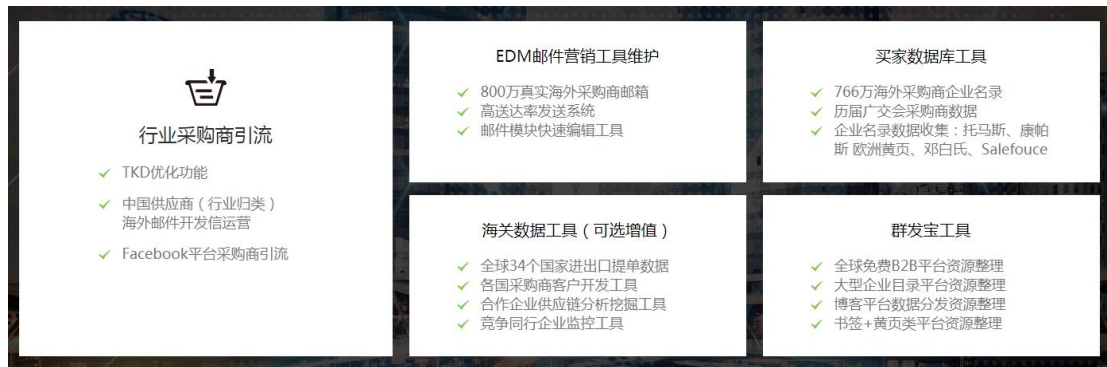 行业采购商引流
TKD优化功能
中国供应商（行业归类）
海外邮件开发信运营
Facebook平台采购商引流
EDM邮件营销工具维护
800万真实海外采购商邮箱
高送达率发送系统
邮件模块快速编辑工具
买家数据库工具
766万海外采购商企业名录
历届广交会采购商数据
企业名录数据收集：托马斯、康帕
斯 欧洲黄页、邓白氏、Salefouce
海关数据工具（可选增值）
全球34个国家进出口提单数据
各国采购商客户开发工具
合作企业供应链分析挖掘工具
竞争同行企业监控工具
群发宝工具
全球免费B2B平台资源整理
大型企业目录平台资源整理
博客平台数据分发资源整理
书签+黄页类平台资源整理